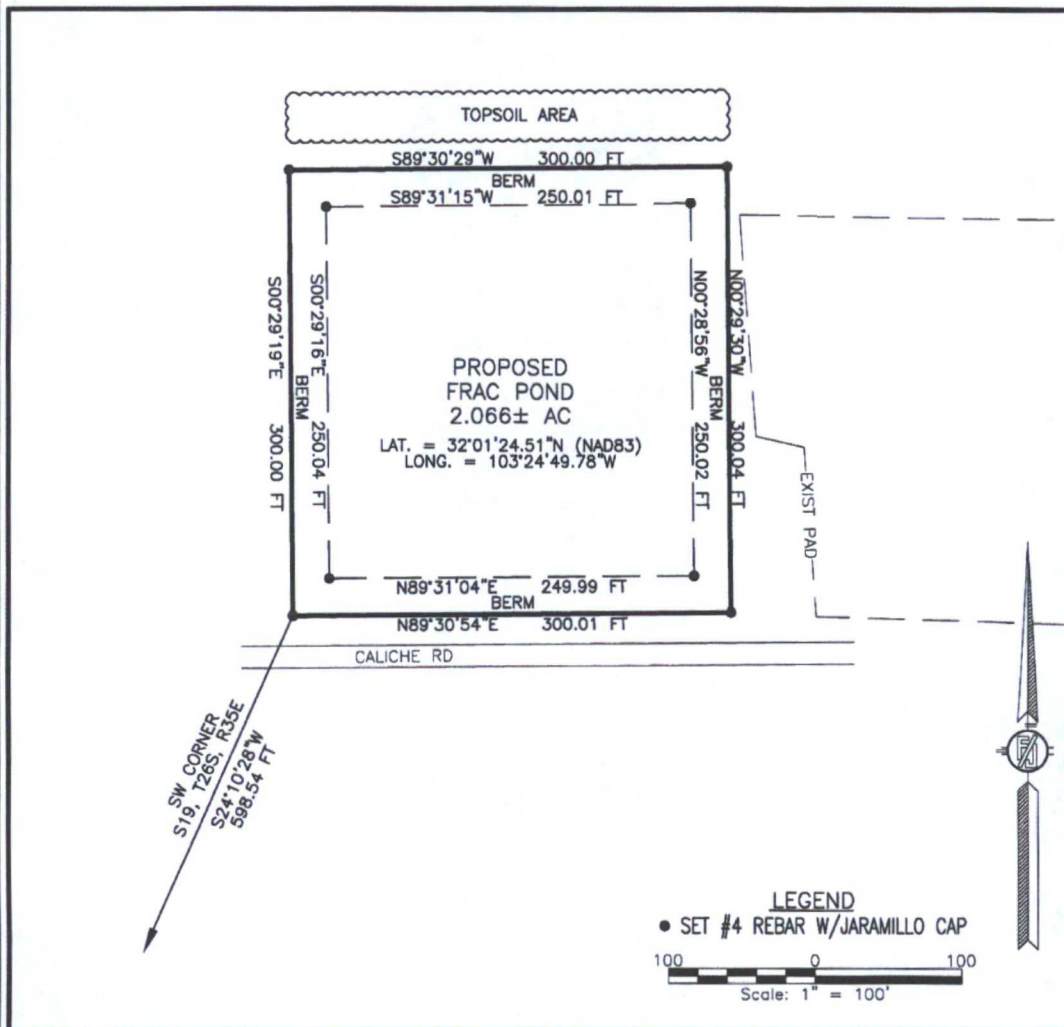 TOPSOIL AREA
S89°30'29"W 300.00 FT
BERM
S89°31'15"W 250.01 FT
S00°29'19"E 300.00 FT
BERM
S00°29'16"E 250.04 FT
N00°28'56"W 250.02 FT
BERM
N00°29'30"W 300.04 FT
PROPOSED
FRAC POND
2.066± AC
LAT. = 32°01'24.51"N (NAD83)
LONG. = 103°24'49.78"W
EXIST PAD
N89°31'04"E 249.99 FT
BERM
N89°30'54"E 300.01 FT
CALICHE RD
SW CORNER
S19, T26S, R35E
S24°10'28"W
598.54 FT
LEGEND
● SET #4 REBAR W/JARAMILLO CAP
100 0 100
Scale: 1" = 100'